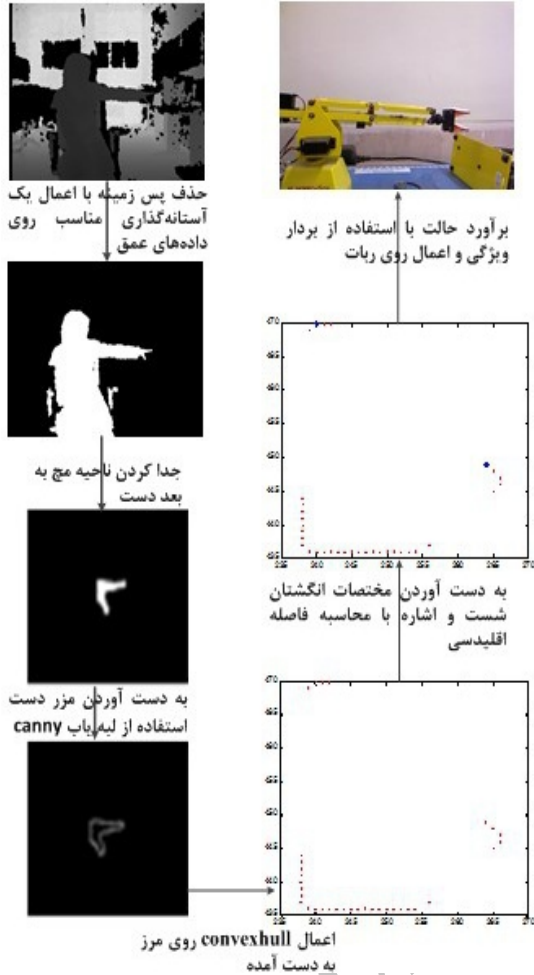 حذف پس زمینه با اعمال یک
آستانه‌گذاری مناسب روی
داده‌های عمق
جدا کردن ناحیه مچ به
بعد دست
به دست آوردن مزر دست
استفاده از لبه یاب canny
اعمال convexhull روی مرز
به دست آمده
به دست آوردن مختصات انگشتان
شست و اشاره با محاسبه فاصله
اقلیدسی
برآورد حالت با استفاده از بردار
ویژگی و اعمال روی ربات